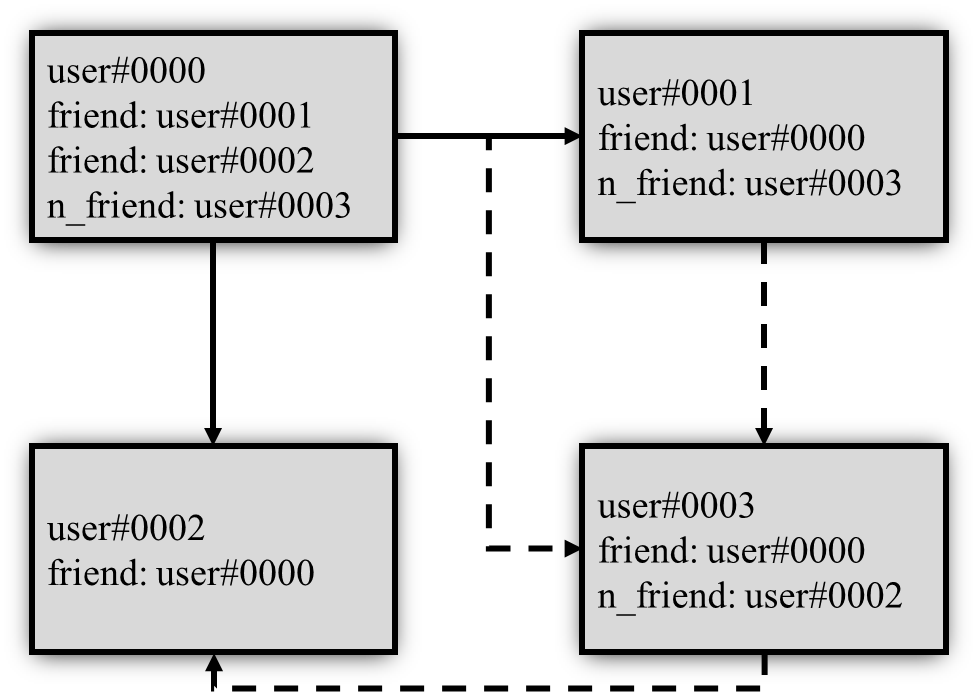 user#0000
friend: user#0001
friend: user#0002
n_friend: user#0003
user#0001
friend: user#0000
n_friend: user#0003
user#0002
friend: user#0000
user#0003
friend: user#0000
n_friend: user#0002